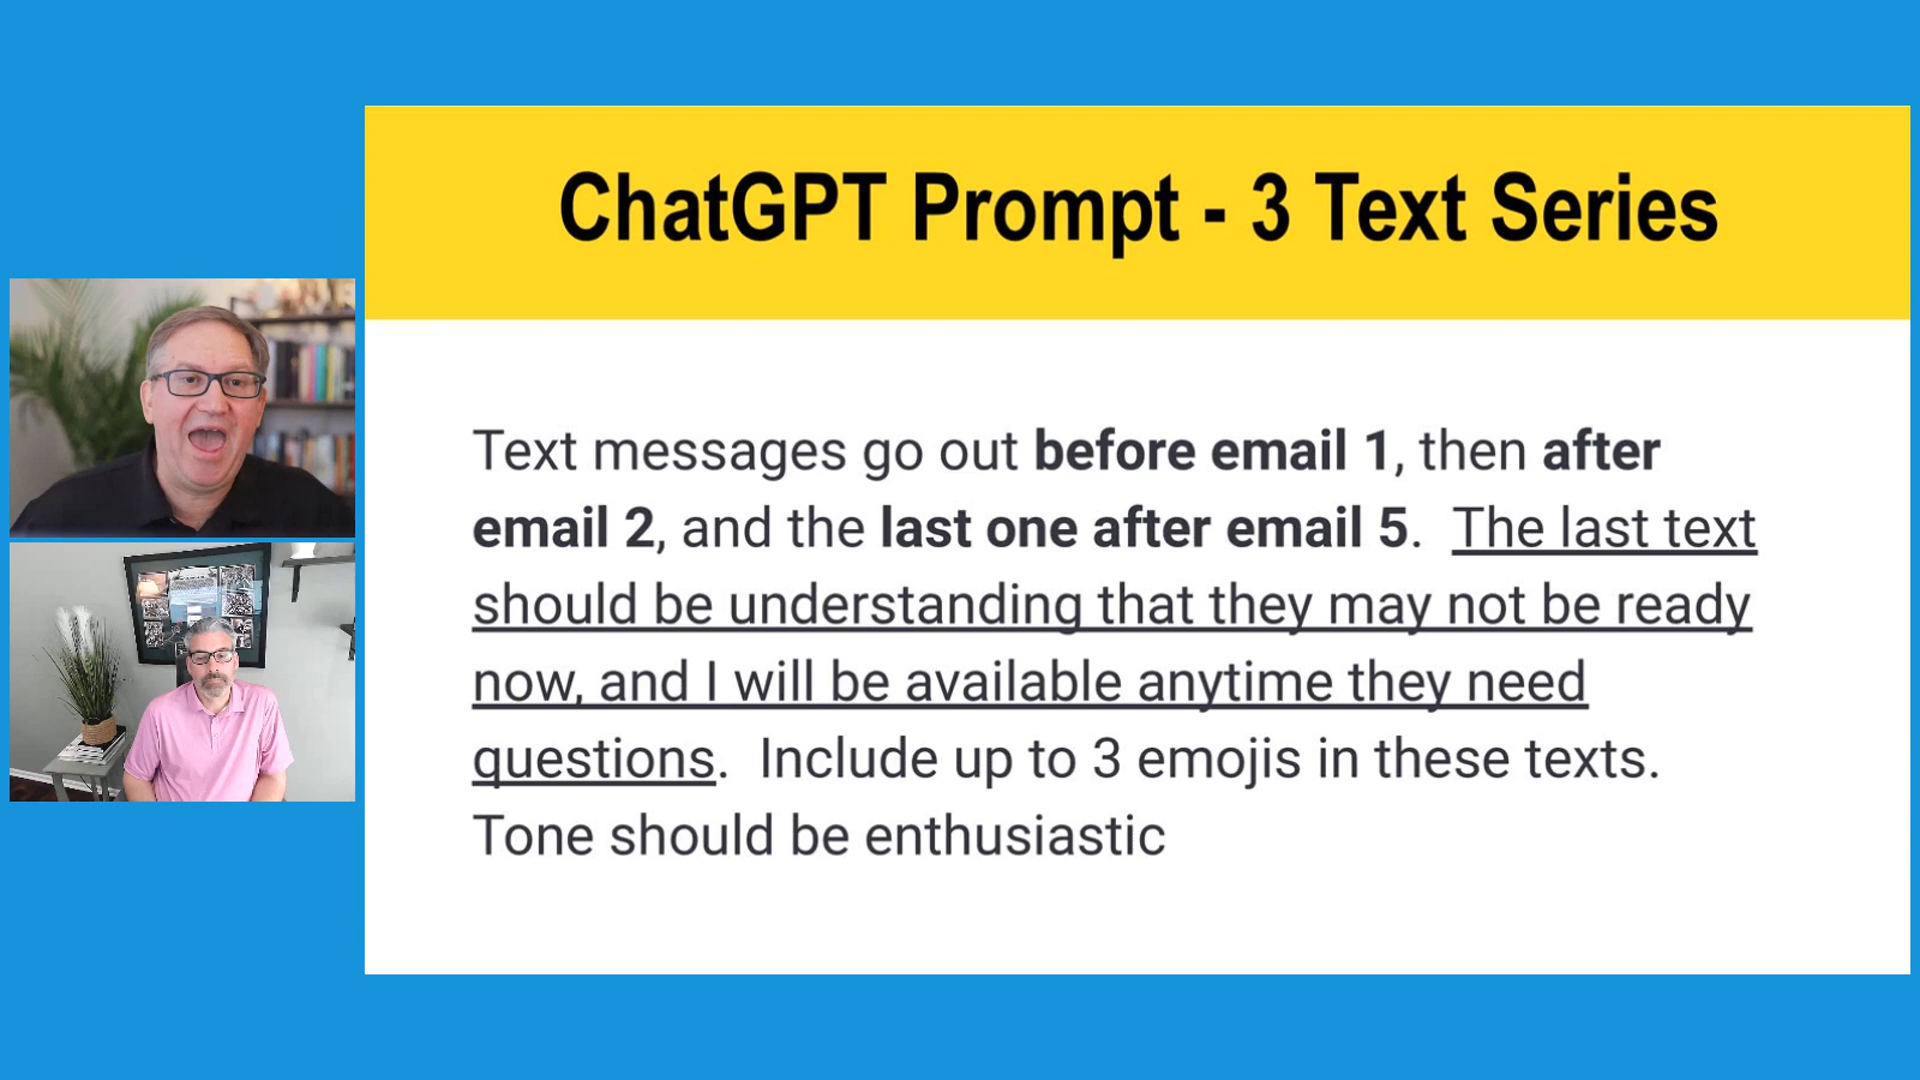 ChatGPT Prompt - 3 Text Series
Text messages go out before email 1, then after
email 2, and the last one after email 5. The last text
should be understanding that they may not be ready
now, and I will be available anytime they need
questions. Include up to 3 emojis in these texts.
Tone should be enthusiastic